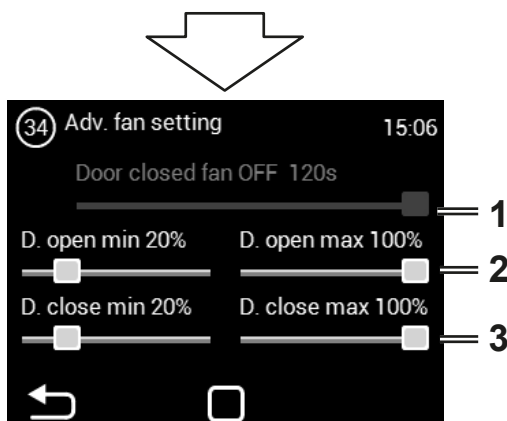 34 Adv. fan setting 15:06
Door closed fan OFF 120s
1
D. open min 20% D. open max 100%
2
D. close min 20% D. close max 100%
3